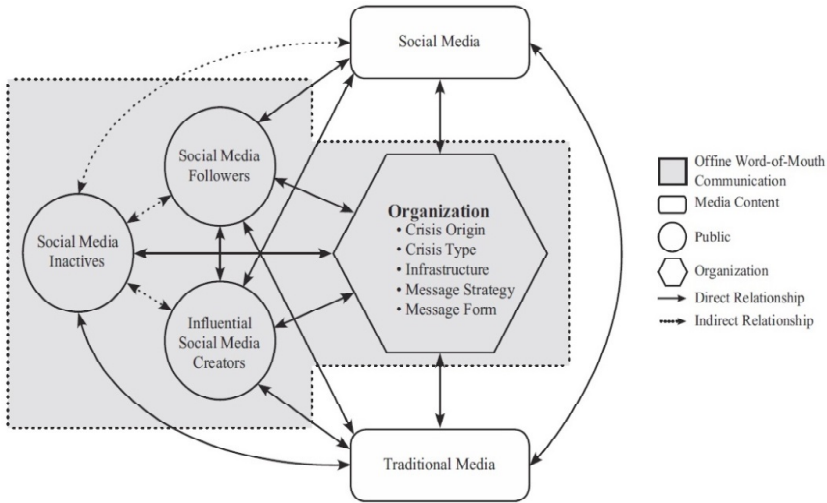 Social Media
Social Media
Followers
Social Media
Inactives
Influential
Social Media
Creators
Organization
• Crisis Origin
• Crisis Type
• Infrastructure
• Message Strategy
• Message Form
Traditional Media
Offine Word-of-Mouth
Communication
Media Content
Public
Organization
Direct Relationship
Indirect Relationship